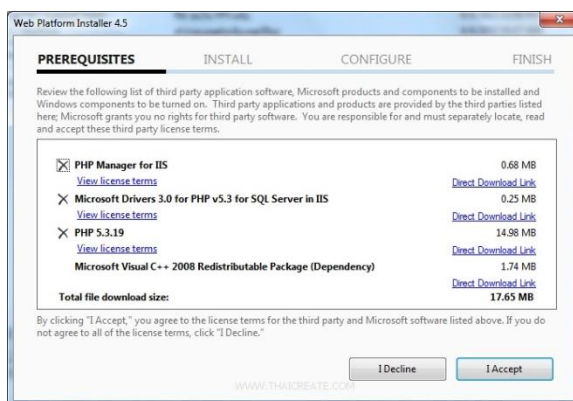 Web Platform Installer 4.5
PREREQUISITES INSTALL CONFIGURE FINISH
Review the following list of third party application software, Microsoft products and components to be installed and
Windows components to be turned on. Third party applications and products are provided by the third parties listed
here; Microsoft grants you no rights for third party software. You are responsible for and must separately locate, read
and accept these third party license terms.
PHP Manager for IIS 0.68 MB
View license terms Direct Download Link
Microsoft Drivers 3.0 for PHP v5.3 for SQL Server in IIS 0.25 MB
View license terms Direct Download Link
PHP 5.3.19 14.98 MB
View license terms Direct Download Link
Microsoft Visual C++ 2008 Redistributable Package (Dependency) 1.74 MB
Direct Download Link
Total file download size: 17.65 MB
By clicking "I Accept," you agree to the license terms for the third party and Microsoft software listed above. If you do
not agree to all of the license terms, click "I Decline."
I Decline I Accept
WWW.THAICREATE.COM